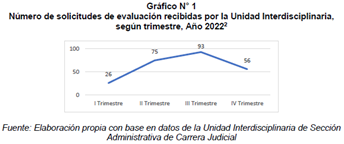 Gráfico N° 1
Número de solicitudes de evaluación recibidas por la Unidad Interdisciplinaria,
según trimestre, Año 2022²
100
50
0
26
75
93
56
I Trimestre
II Trimestre
III Trimestre
IV Trimestre
Fuente: Elaboración propia con base en datos de la Unidad Interdisciplinaria de Sección
Administrativa de Carrera Judicial